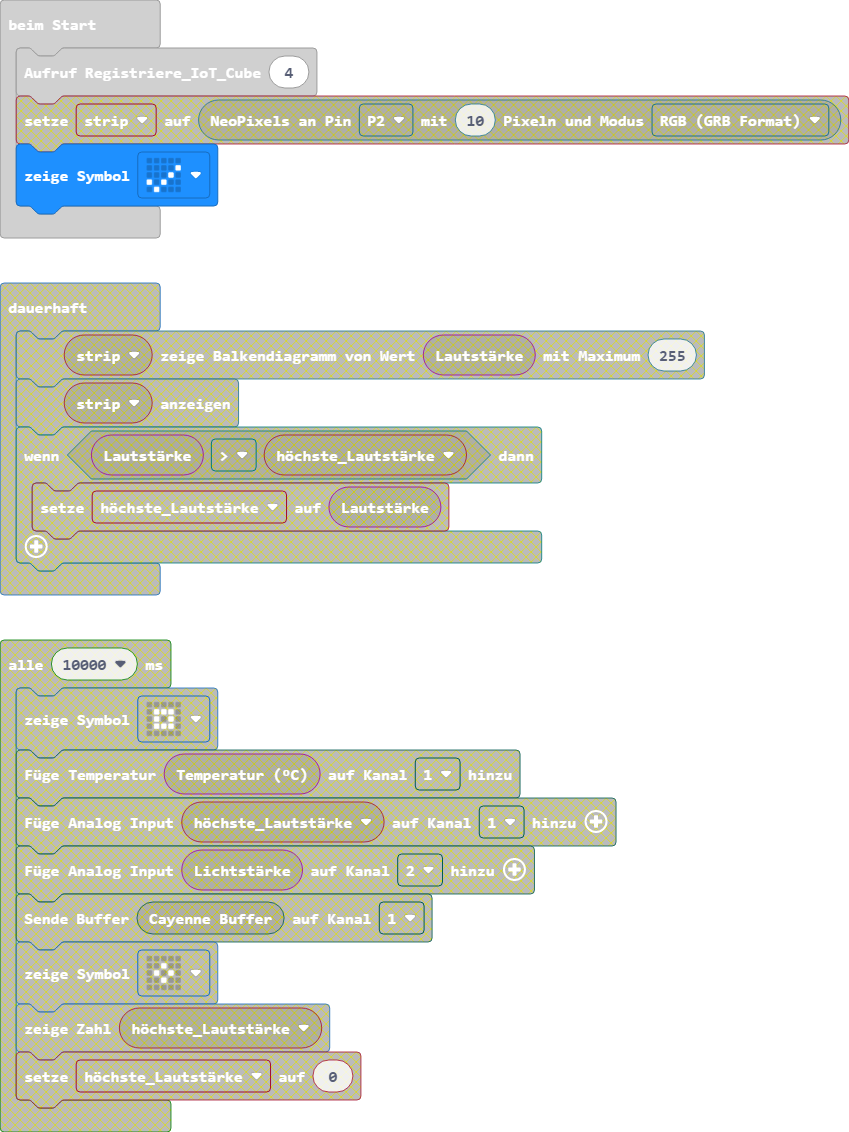 beim Start
Aufruf Registriere_IoT_Cube 4
setze strip auf NeoPixels an Pin P2 mit 10 Pixeln und Modus RGB (GRB Format)
zeige Symbol
dauerhaft
strip zeige Balkendiagramm von Wert Lautstärke mit Maximum 255
strip anzeigen
wenn Lautstärke > höchste_Lautstärke dann
setze höchste_Lautstärke auf Lautstärke
alle 10000 ms
zeige Symbol
Füge Temperatur Temperatur (°C) auf Kanal 1 hinzu
Füge Analog Input höchste_Lautstärke auf Kanal 1 hinzu
Füge Analog Input Lichtstärke auf Kanal 2 hinzu
Sende Buffer Cayenne Buffer auf Kanal 1
zeige Symbol
zeige Zahl höchste_Lautstärke
setze höchste_Lautstärke auf 0